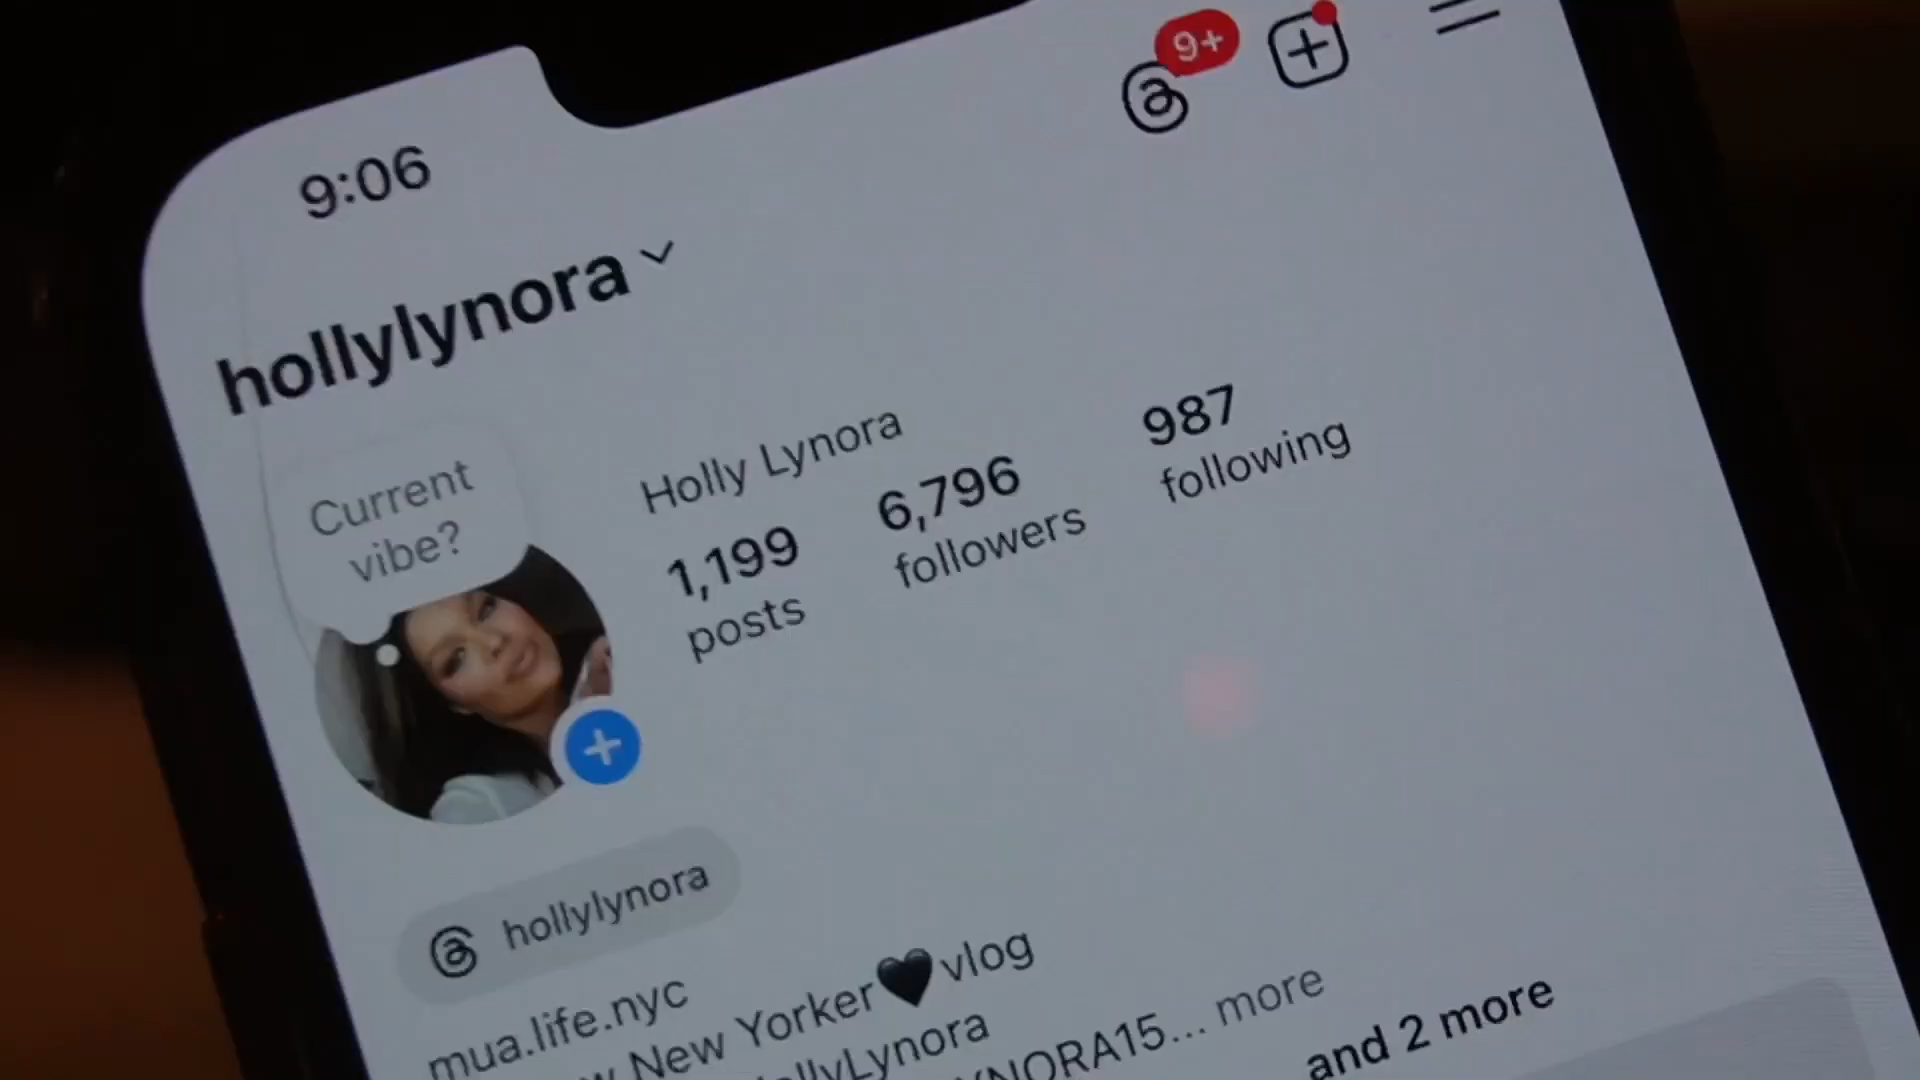 9+
9:06
hollylynora
Current
vibe?
Holly Lynora
1,199
posts
6,796
followers
987
following
hollylynora
mua.life.nyc
New Yorker🖤vlog
ollyLynora
NORA15... more
and 2 more